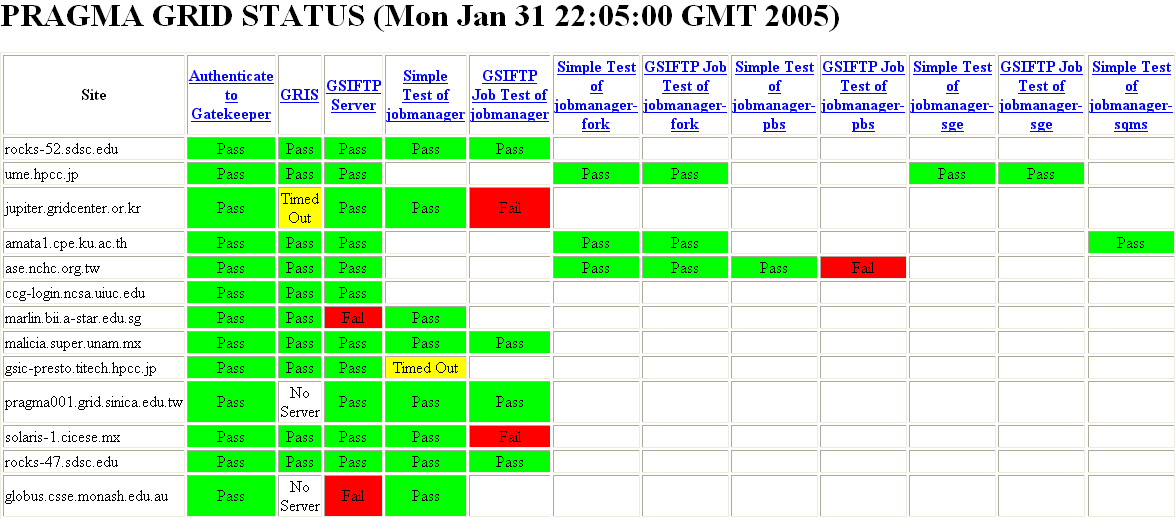 PRAGMA GRID STATUS (Mon Jan 31 22:05:00 GMT 2005)
Site Authenticate to Gatekeeper GRIS GSIFTP Server Simple Test of jobmanager GSIFTP Job Test of jobmanager Simple Test of jobmanager-fork GSIFTP Job Test of jobmanager-fork Simple Test of jobmanager-pbs GSIFTP Job Test of jobmanager-pbs Simple Test of jobmanager-sge GSIFTP Job Test of jobmanager-sge Simple Test of jobmanager-sqms
rocks-52.sdsc.edu Pass Pass Pass Pass Pass
ume.hpcc.jp Pass Pass Pass Pass Pass Pass Pass
jupiter.gridcenter.or.kr Pass Timed Out Pass Pass Fail
amata1.cpe.ku.ac.th Pass Pass Pass Pass Pass Pass
ase.nchc.org.tw Pass Pass Pass Pass Pass Pass Fail
ccg-login.ncsa.uiuc.edu Pass Pass Pass
marlin.bii.a-star.edu.sg Pass Pass Fail Pass
malicia.super.unam.mx Pass Pass Pass Pass Pass
gsic-presto.titech.hpcc.jp Pass Pass Pass Timed Out
pragma001.grid.sinica.edu.tw Pass No Server Pass Pass Pass
solaris-1.cicese.mx Pass Pass Pass Pass Fail
rocks-47.sdsc.edu Pass Pass Pass Pass Pass
globus.csse.monash.edu.au Pass No Server Fail Pass